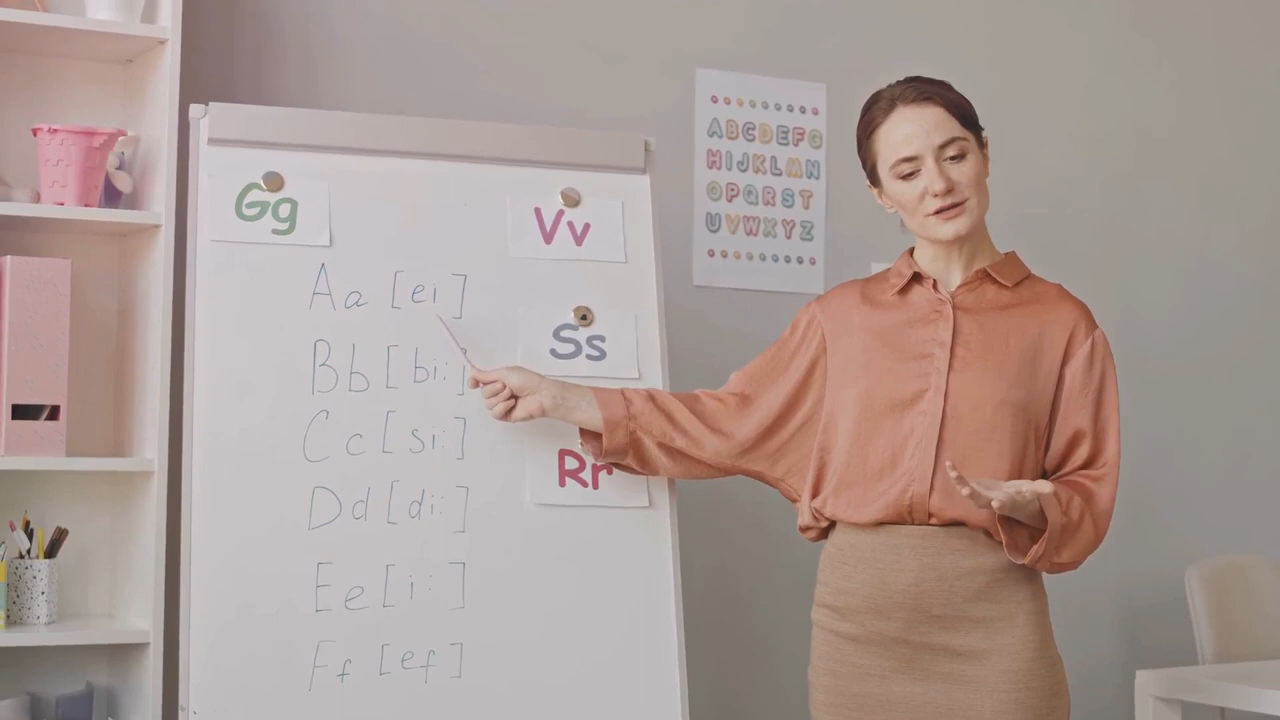 Gg
Vv
Aa [ei]
Ss
Bb [bi:]
Cc [si:]
Rr
Dd [di:]
Ee [i:]
Ff [ef]
ABCDEFG
HIJKLMN
OPQRST
UVWXYZ